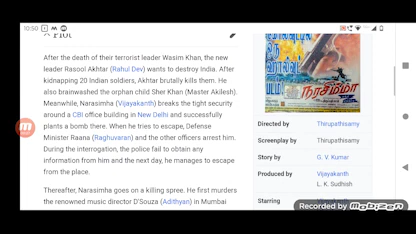 10:50
Plot
After the death of their terrorist leader Wasim Khan, the new
leader Rasool Akhtar (Rahul Dev) wants to destroy India. After
kidnapping 20 Indian soldiers, Akhtar brutally kills them. He
also brainwashed the orphan child Sher Khan (Master Akilesh).
Meanwhile, Narasimha (Vijayakanth) breaks the tight security
around a CBI office building in New Delhi and successfully
plants a bomb there. When he tries to escape, Defense
Minister Raana (Raghuvaran) and the other officers arrest him.
During the interrogation, the police fail to obtain any
information from him and the next day, he manages to escape
from the place.
Thereafter, Narasimha goes on a killing spree. He first murders
the renowned music director D'Souza (Adithyan) in Mumbai
நரசிம்மா
Directed by Thirupathisamy
Screenplay by Thirupathisamy
Story by G. V. Kumar
Produced by Vijayakanth
L. K. Sudhish
Starring
Recorded by
Mobizen